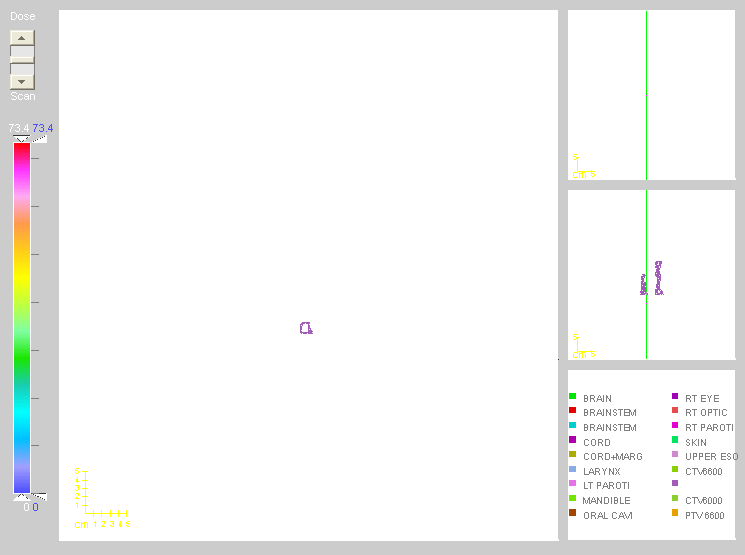 Dose
Scan
73.4 73.4
0 0
5
4
3
2
1
cm 1 2 3 4 5
5
cm 5
5
cm 5
BRAIN RT EYE
BRAINSTEM RT OPTIC
BRAINSTEM RT PAROTI
CORD SKIN
CORD+MARG UPPER ESO
LARYNX CTV6600
LT PAROTI
MANDIBLE CTV6000
ORAL CAVI PTV6600